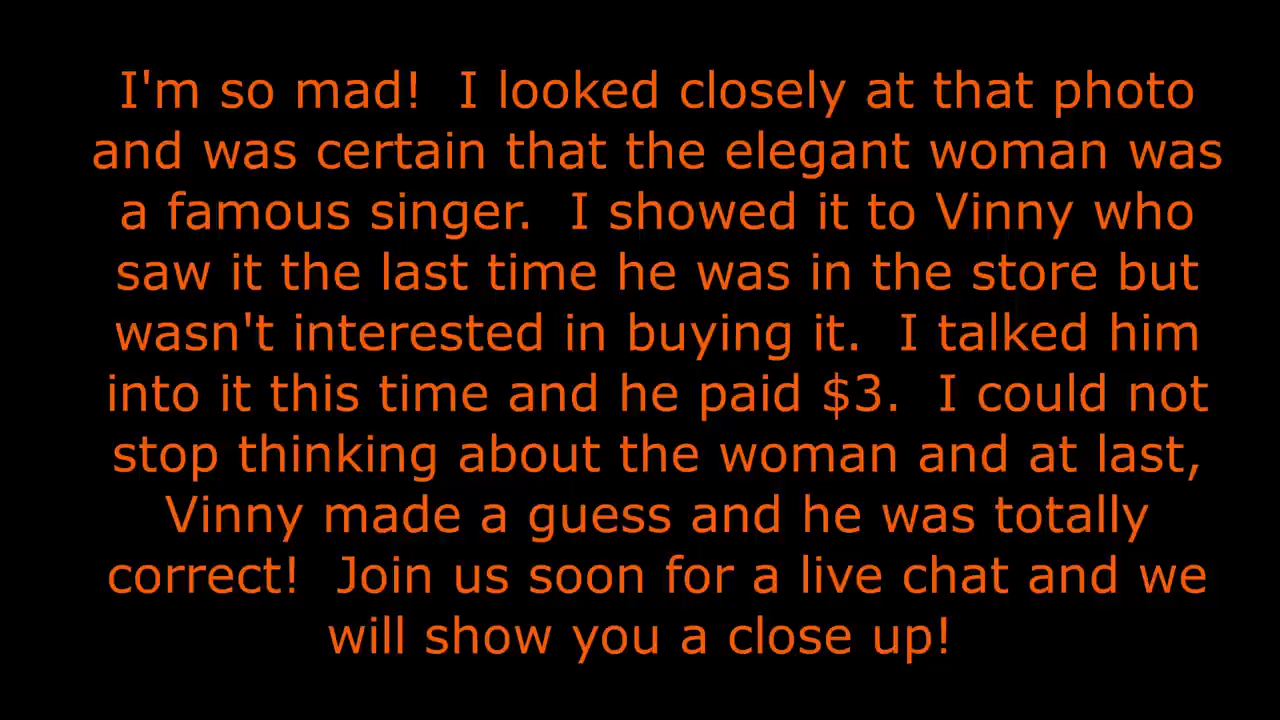 I'm so mad!  I looked closely at that photo
and was certain that the elegant woman was
a famous singer.  I showed it to Vinny who
saw it the last time he was in the store but
wasn't interested in buying it.  I talked him
into it this time and he paid $3.  I could not
stop thinking about the woman and at last,
Vinny made a guess and he was totally
correct!  Join us soon for a live chat and we
will show you a close up!